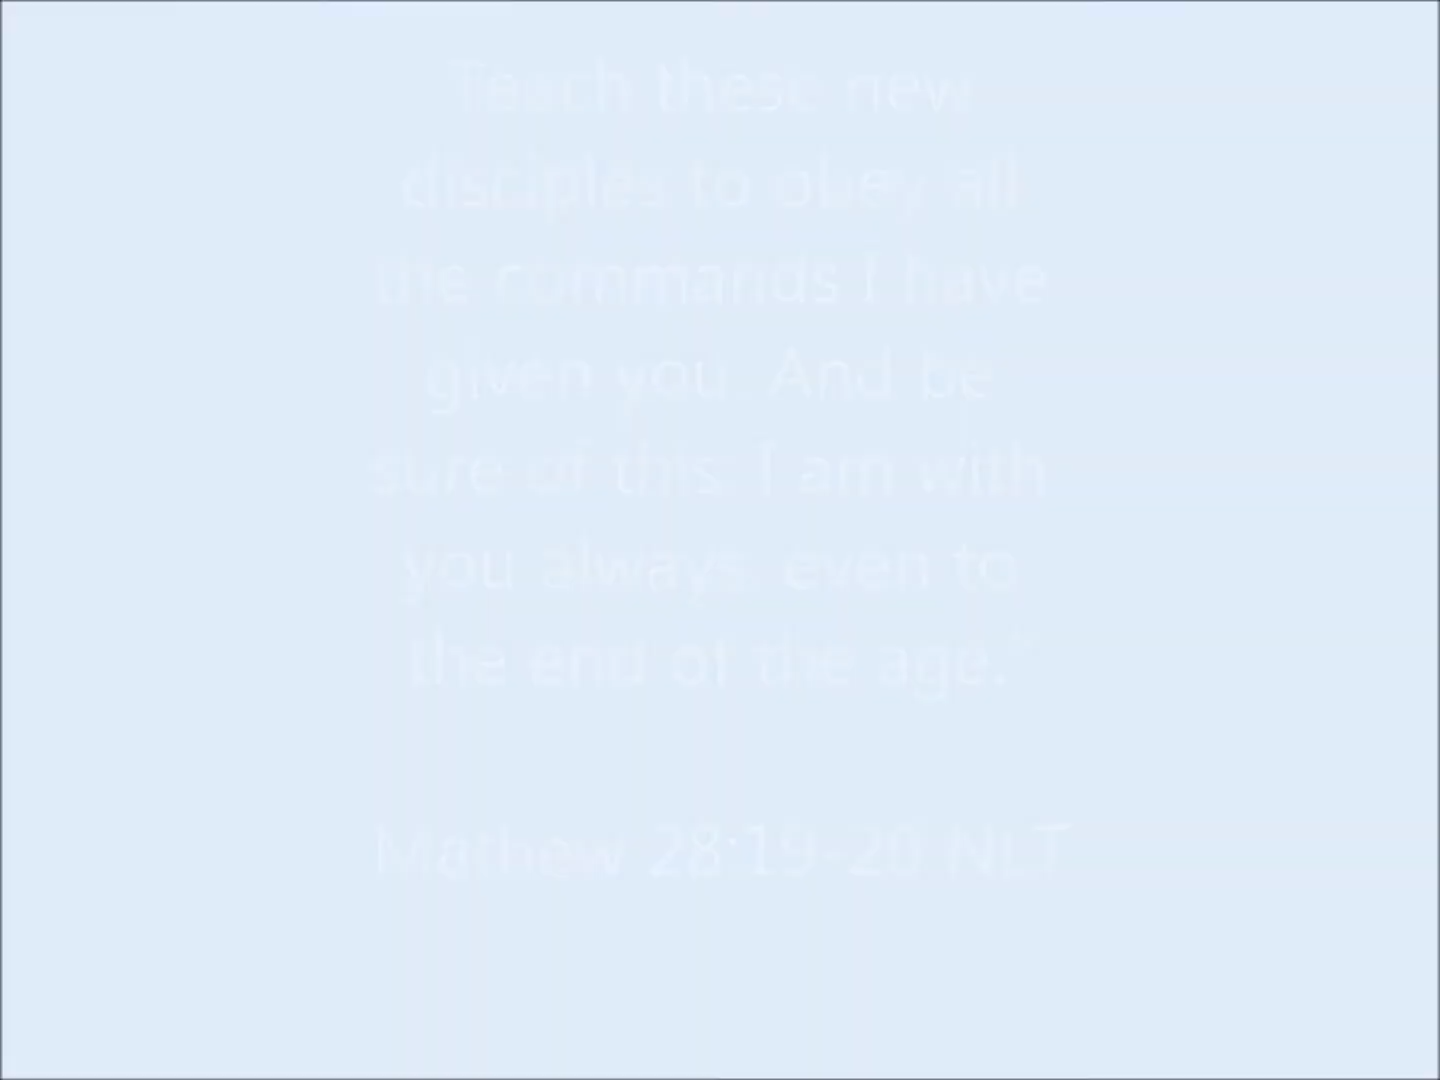 Teach these new
disciples to obey all
the commands I have
given you. And be
sure of this: I am with
you always, even to
the end of the age."
Mathew 28:19-20 NLT